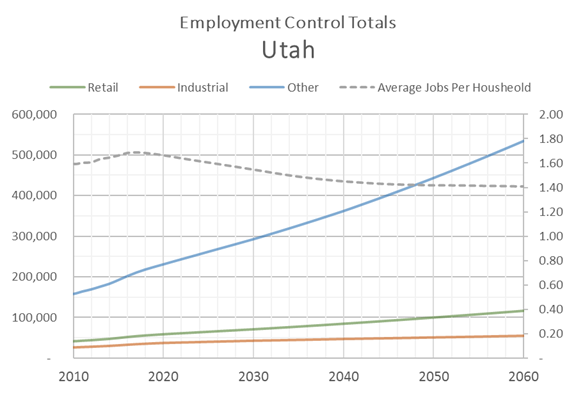 Employment Control Totals
Utah
Retail Industrial Other Average Jobs Per Housheold
600,000 2.00
1.80
500,000 1.60
400,000 1.40
1.20
300,000 1.00
200,000 0.80
0.60
100,000 0.40
0.20
- -
2010 2020 2030 2040 2050 2060